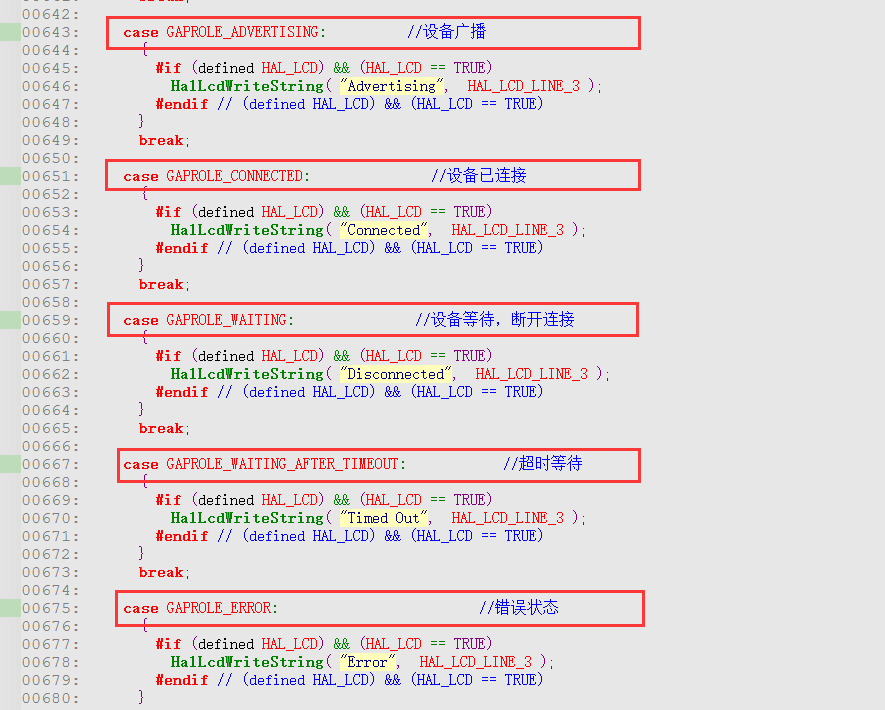 00642:
00643: case GAPROLE_ADVERTISING: //设备广播
00644: {
00645: #if (defined HAL_LCD) && (HAL_LCD == TRUE)
00646: HalLcdWriteString( "Advertising", HAL_LCD_LINE_3 );
00647: #endif // (defined HAL_LCD) && (HAL_LCD == TRUE)
00648: }
00649: break;
00650:
00651: case GAPROLE_CONNECTED: //设备已连接
00652: {
00653: #if (defined HAL_LCD) && (HAL_LCD == TRUE)
00654: HalLcdWriteString( "Connected", HAL_LCD_LINE_3 );
00655: #endif // (defined HAL_LCD) && (HAL_LCD == TRUE)
00656: }
00657: break;
00658:
00659: case GAPROLE_WAITING: //设备等待，断开连接
00660: {
00661: #if (defined HAL_LCD) && (HAL_LCD == TRUE)
00662: HalLcdWriteString( "Disconnected", HAL_LCD_LINE_3 );
00663: #endif // (defined HAL_LCD) && (HAL_LCD == TRUE)
00664: }
00665: break;
00666:
00667: case GAPROLE_WAITING_AFTER_TIMEOUT: //超时等待
00668: {
00669: #if (defined HAL_LCD) && (HAL_LCD == TRUE)
00670: HalLcdWriteString( "Timed Out", HAL_LCD_LINE_3 );
00671: #endif // (defined HAL_LCD) && (HAL_LCD == TRUE)
00672: }
00673: break;
00674:
00675: case GAPROLE_ERROR: //错误状态
00676: {
00677: #if (defined HAL_LCD) && (HAL_LCD == TRUE)
00678: HalLcdWriteString( "Error", HAL_LCD_LINE_3 );
00679: #endif // (defined HAL_LCD) && (HAL_LCD == TRUE)
00680: }